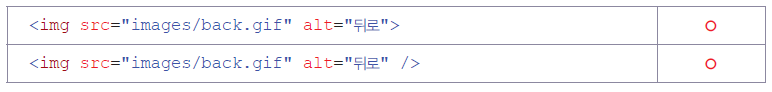 <img src="images/back.gif" alt="뒤로"> ○
<img src="images/back.gif" alt="뒤로" /> ○